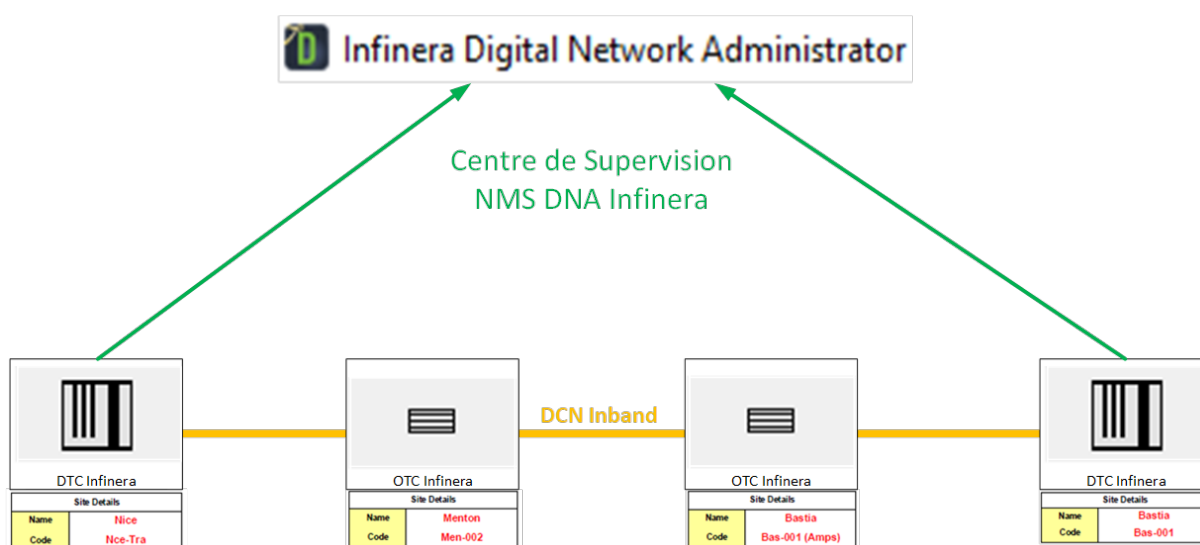 Infinera Digital Network Administrator
Centre de Supervision
NMS DNA Infinera
DCN Inband
DTC Infinera
OTC Infinera
OTC Infinera
DTC Infinera
Site Details
Name Nice
Code Nce-Tra
Site Details
Name Menton
Code Men-002
Site Details
Name Bastia
Code Bas-001 (Amps)
Site Details
Name Bastia
Code Bas-001